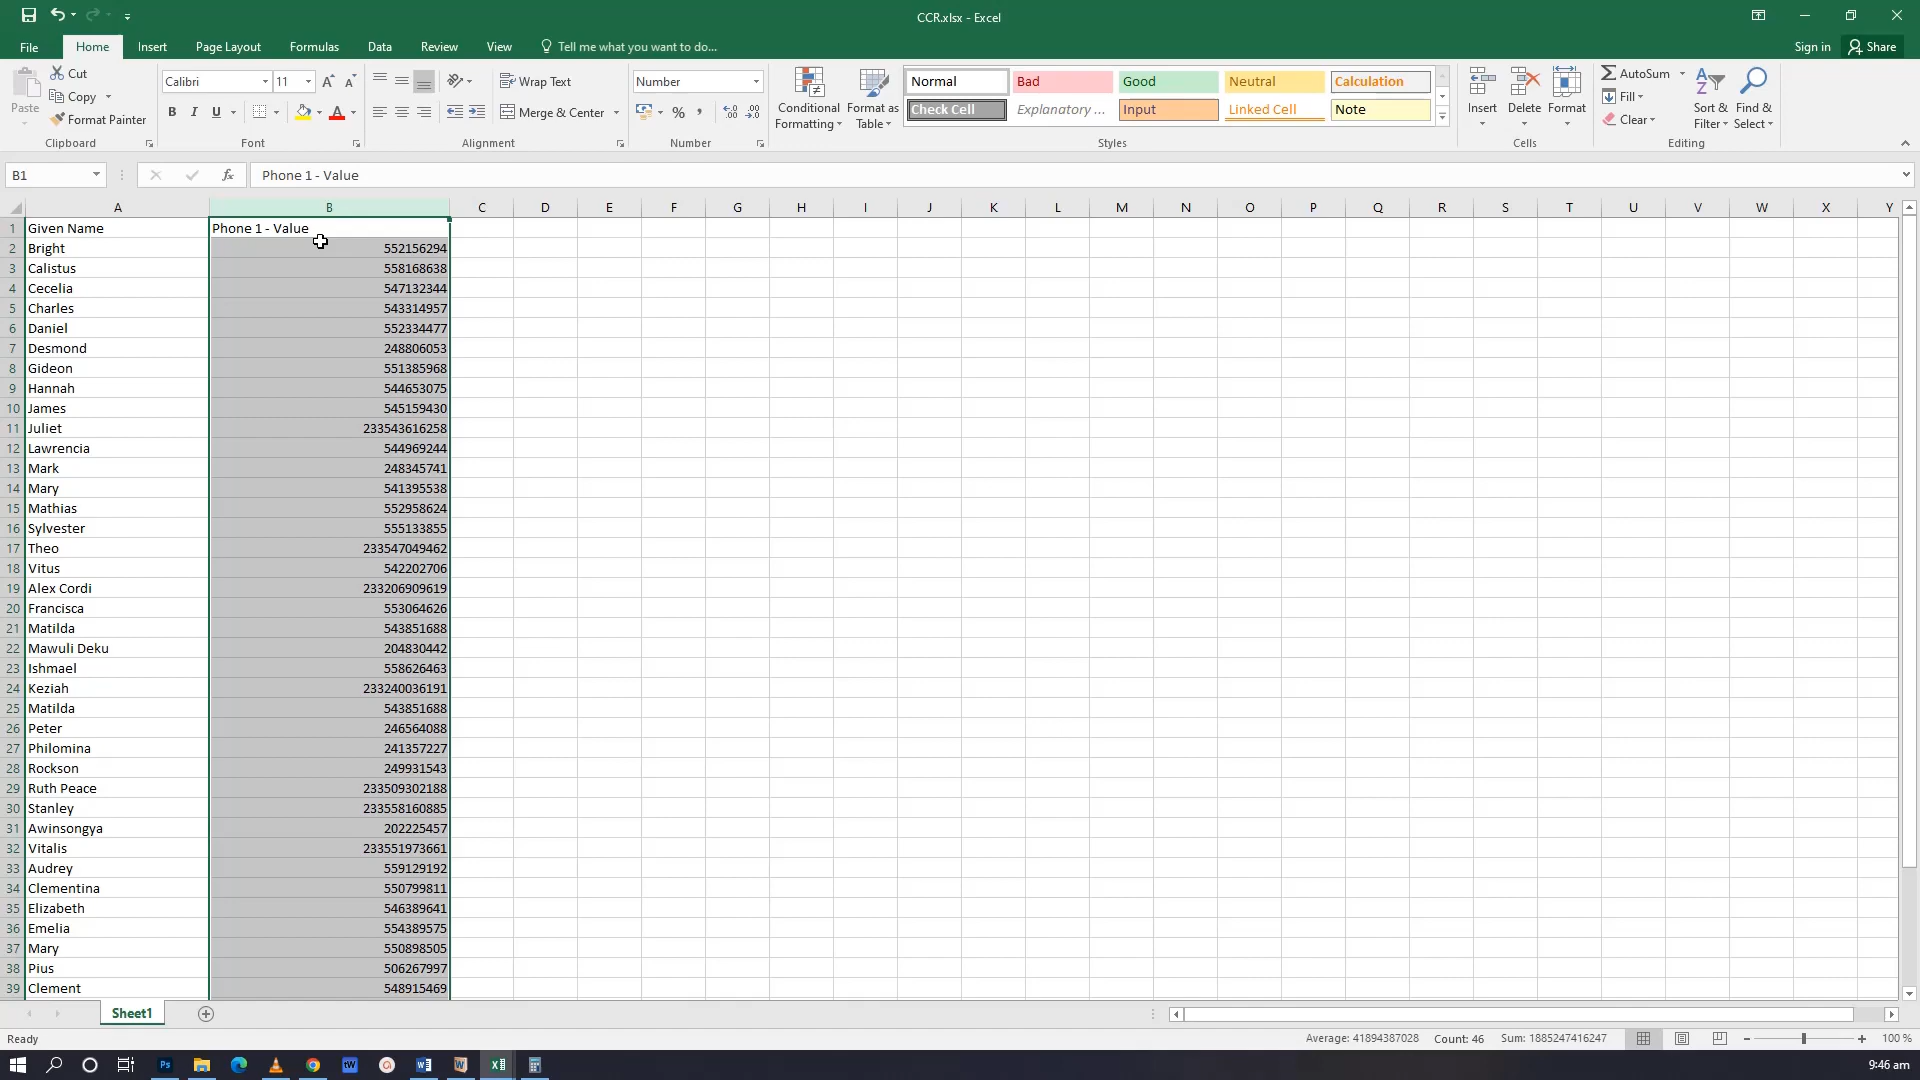 CCR.xlsx - Excel
File Home Insert Page Layout Formulas Data Review View Tell me what you want to do... Sign in Share
Paste Cut Copy Format Painter Clipboard
Calibri 11 B I U Font
Wrap Text Merge & Center Alignment
Number % Number
Conditional Formatting Format as Table
Normal Bad Good Neutral Calculation
Check Cell Explanatory ... Input Linked Cell Note
Styles
Insert Delete Format Cells
AutoSum Fill Clear Sort & Filter Find & Select Editing
B1 fx Phone 1 - Value
A B C D E F G H I J K L M N O P Q R S T U V W X Y
1 Given Name Phone 1 - Value
2 Bright 552156294
3 Calistus 558168638
4 Cecelia 547132344
5 Charles 543314957
6 Daniel 552334477
7 Desmond 248806053
8 Gideon 551385968
9 Hannah 544653075
10 James 545159430
11 Juliet 233543616258
12 Lawrencia 544969244
13 Mark 248345741
14 Mary 541395538
15 Mathias 552958624
16 Sylvester 555133855
17 Theo 233547049462
18 Vitus 542202706
19 Alex Cordi 233206909619
20 Francisca 553064626
21 Matilda 543851688
22 Mawuli Deku 204830442
23 Ishmael 558626463
24 Keziah 233240036191
25 Matilda 543851688
26 Peter 246564088
27 Philomina 241357227
28 Rockson 249931543
29 Ruth Peace 233509302188
30 Stanley 233558160885
31 Awinsongya 202225457
32 Vitalis 233551973661
33 Audrey 559129192
34 Clementina 550799811
35 Elizabeth 546389641
36 Emelia 554389575
37 Mary 550898505
38 Pius 506267997
39 Clement 548915469
Sheet1
Ready Average: 41894387028 Count: 46 Sum: 1885247416247 100 %
9:46 am